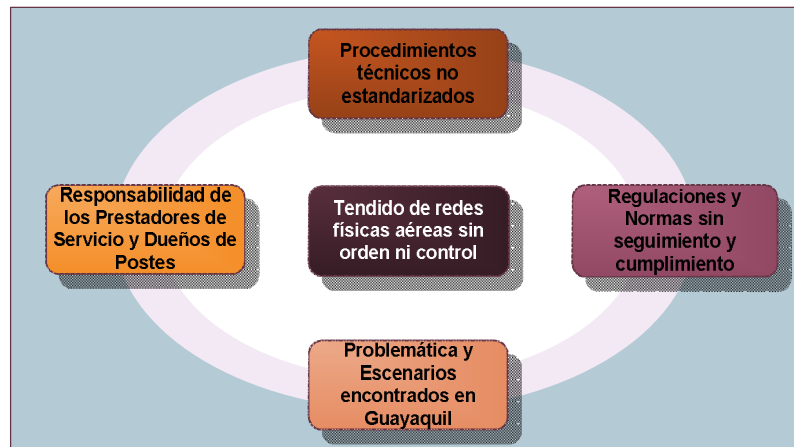 Procedimientos
técnicos no
estandarizados
Responsabilidad de
los Prestadores de
Servicio y Dueños de
Postes
Tendido de redes
físicas aéreas sin
orden ni control
Regulaciones y
Normas sin
seguimiento y
cumplimiento
Problemática y
Escenarios
encontrados en
Guayaquil